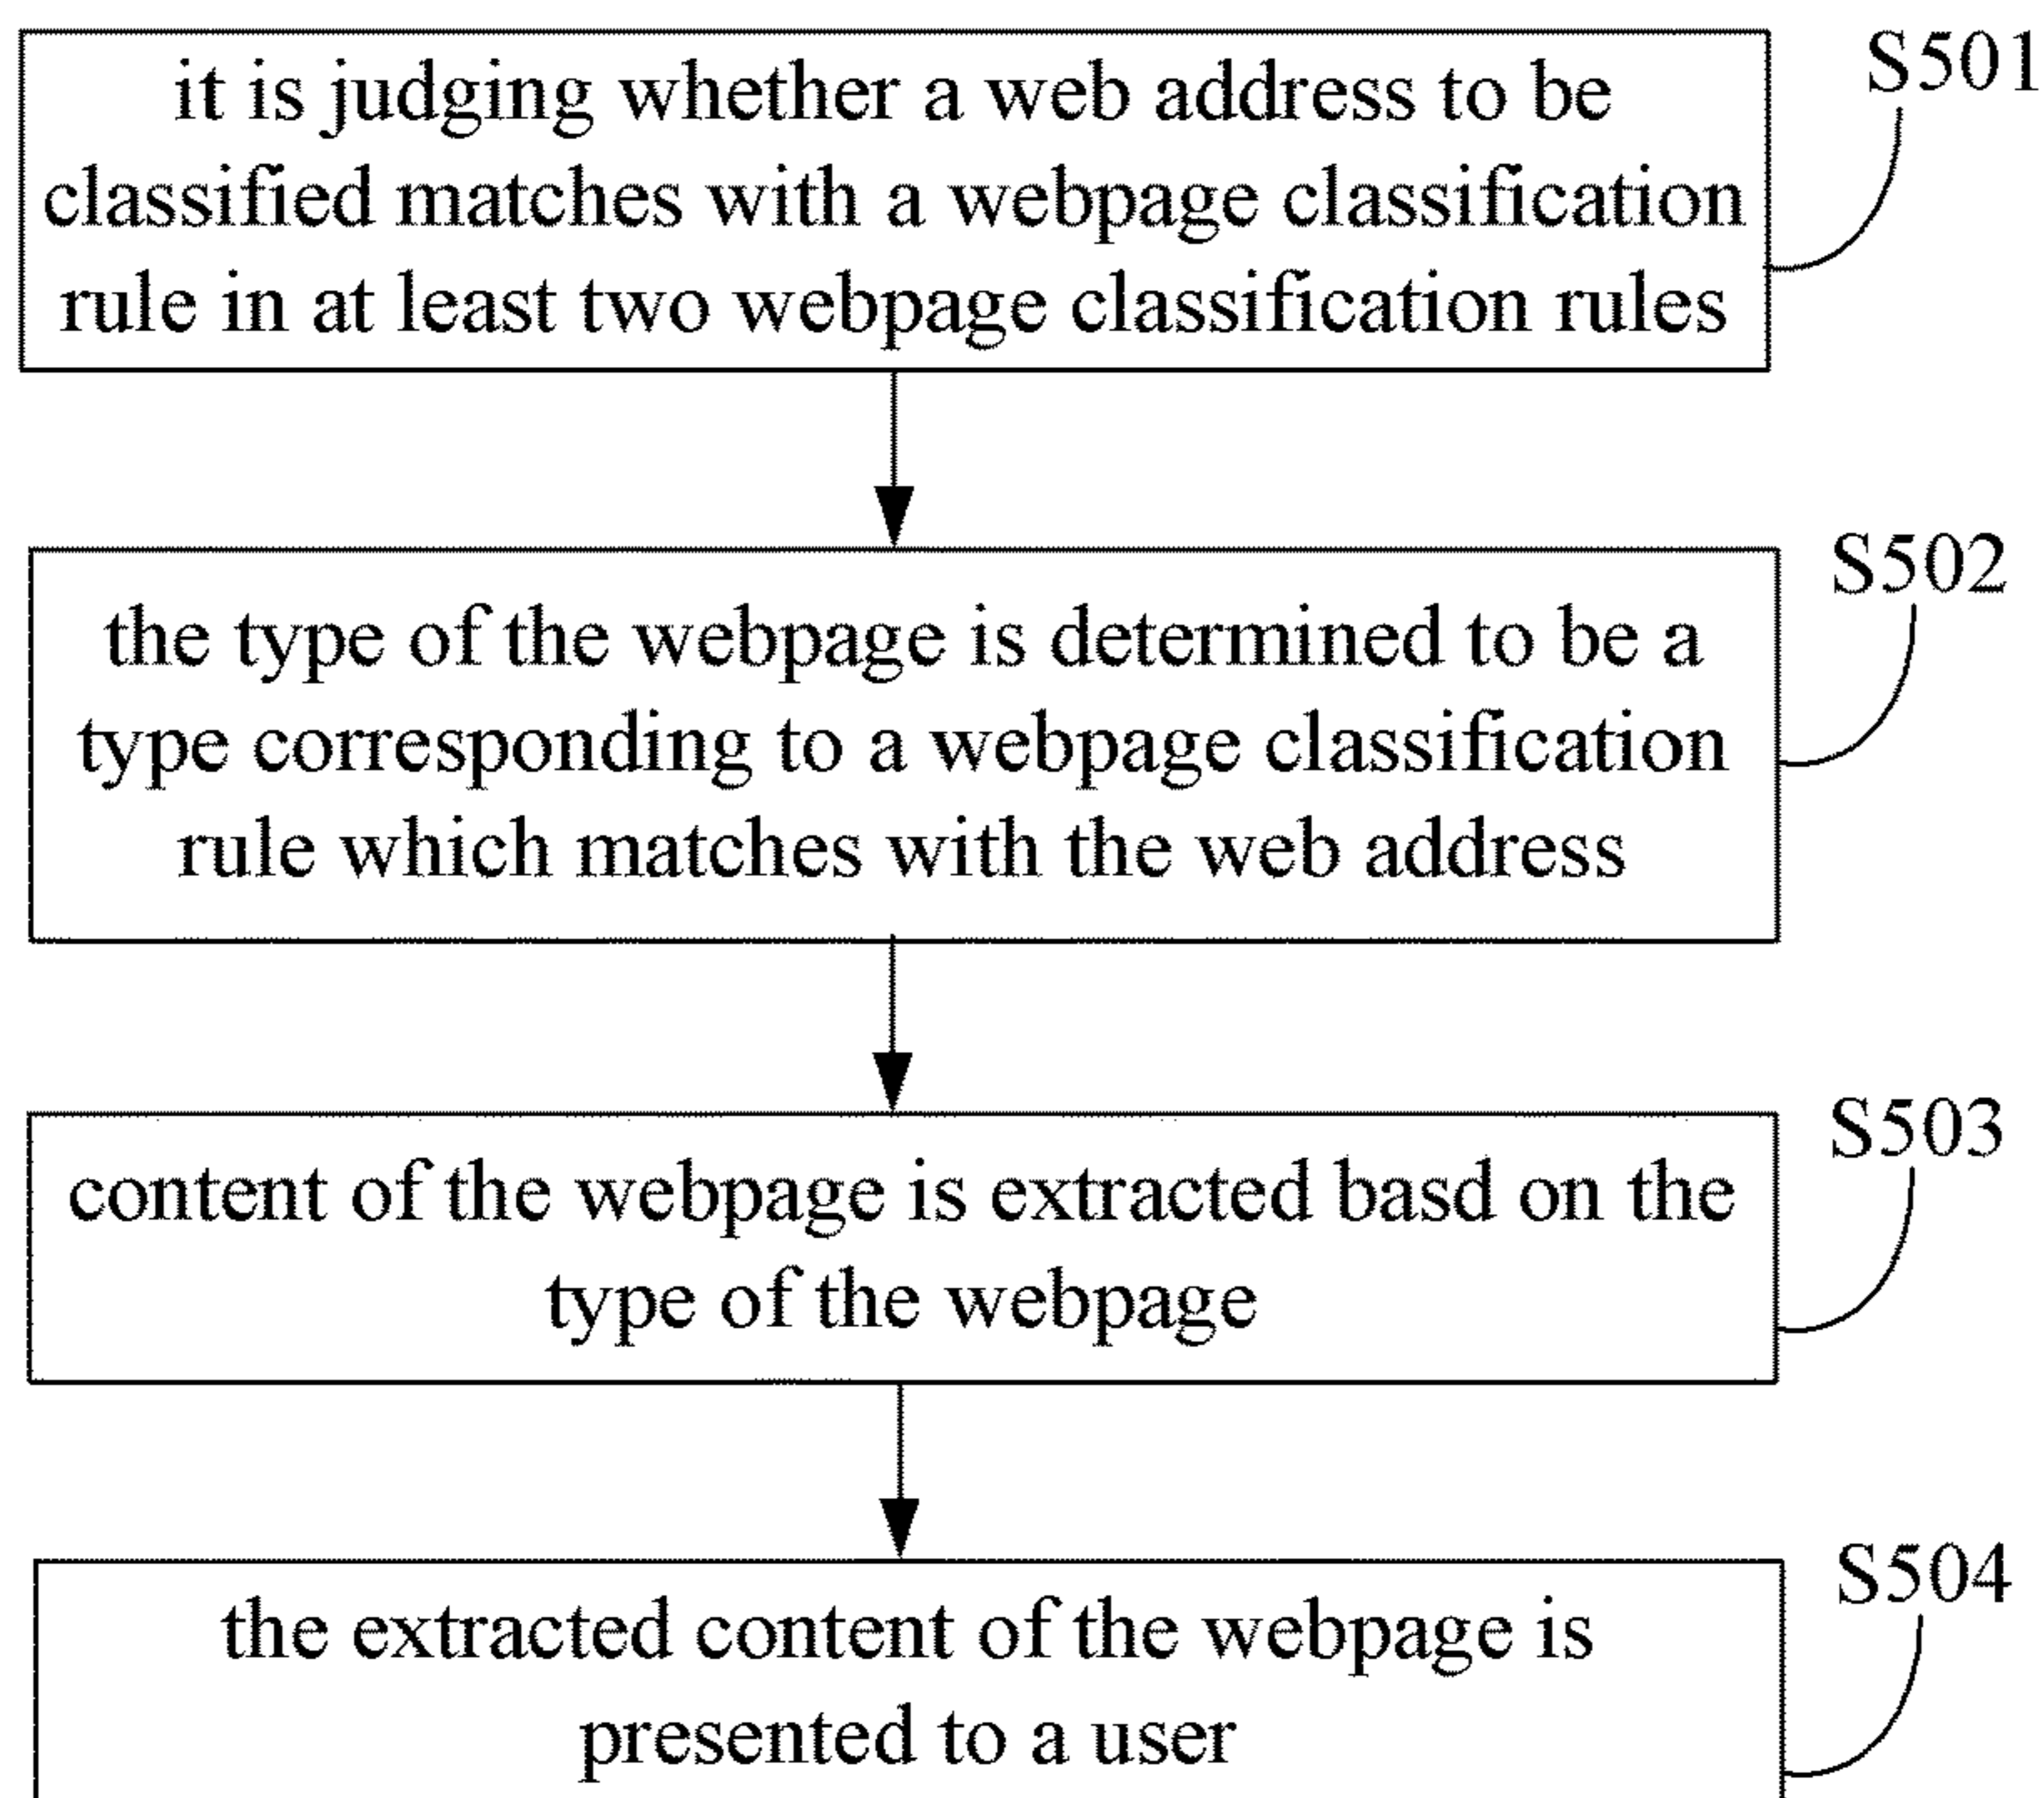 it is judging whether a web address to be
classified matches with a webpage classification
rule in at least two webpage classification rules
S501
the type of the webpage is determined to be a
type corresponding to a webpage classification
rule which matches with the web address
S502
content of the webpage is extracted basd on the
type of the webpage
S503
the extracted content of the webpage is
presented to a user
S504